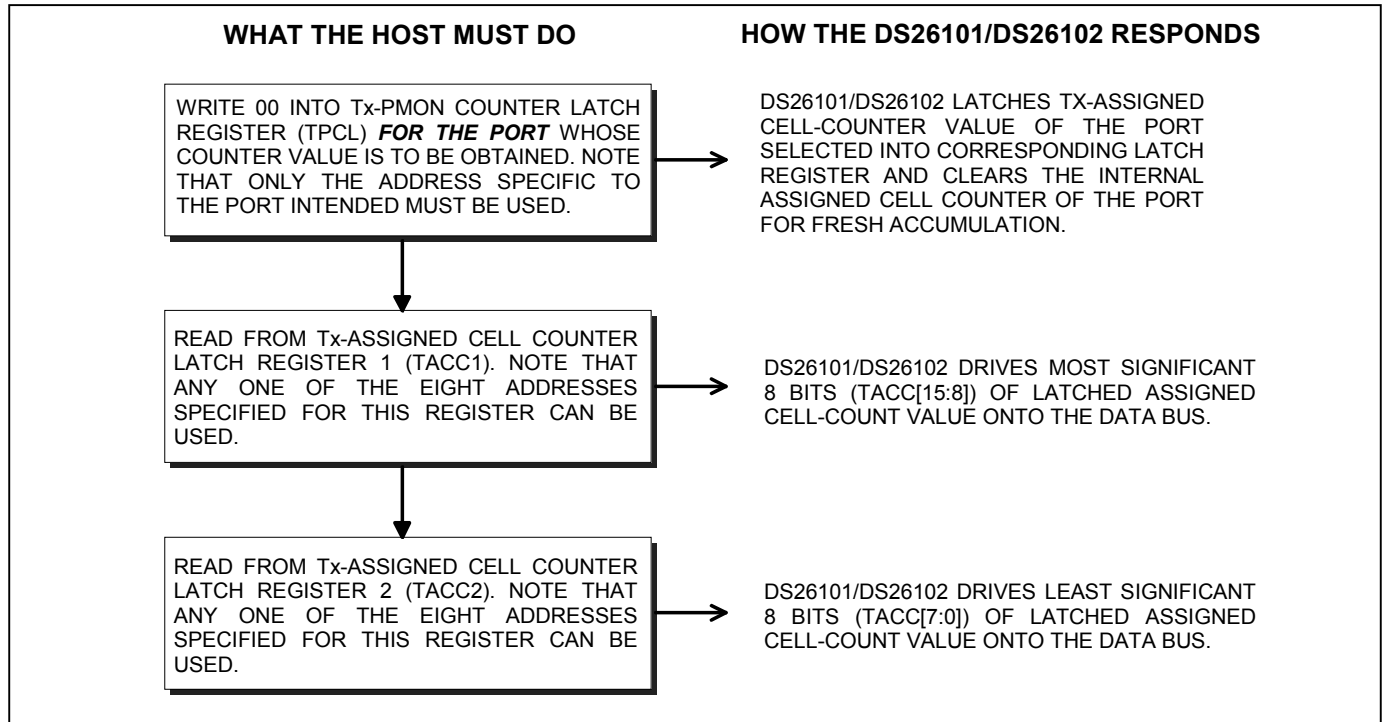 WHAT THE HOST MUST DO
HOW THE DS26101/DS26102 RESPONDS
WRITE 00 INTO Tx-PMON COUNTER LATCH
REGISTER (TPCL) FOR THE PORT WHOSE
COUNTER VALUE IS TO BE OBTAINED. NOTE
THAT ONLY THE ADDRESS SPECIFIC TO
THE PORT INTENDED MUST BE USED.
DS26101/DS26102 LATCHES TX-ASSIGNED
CELL-COUNTER VALUE OF THE PORT
SELECTED INTO CORRESPONDING LATCH
REGISTER AND CLEARS THE INTERNAL
ASSIGNED CELL COUNTER OF THE PORT
FOR FRESH ACCUMULATION.
READ FROM Tx-ASSIGNED CELL COUNTER
LATCH REGISTER 1 (TACC1). NOTE THAT
ANY ONE OF THE EIGHT ADDRESSES
SPECIFIED FOR THIS REGISTER CAN BE
USED.
DS26101/DS26102 DRIVES MOST SIGNIFICANT
8 BITS (TACC[15:8]) OF LATCHED ASSIGNED
CELL-COUNT VALUE ONTO THE DATA BUS.
READ FROM Tx-ASSIGNED CELL COUNTER
LATCH REGISTER 2 (TACC2). NOTE THAT
ANY ONE OF THE EIGHT ADDRESSES
SPECIFIED FOR THIS REGISTER CAN BE
USED.
DS26101/DS26102 DRIVES LEAST SIGNIFICANT
8 BITS (TACC[7:0]) OF LATCHED ASSIGNED
CELL-COUNT VALUE ONTO THE DATA BUS.